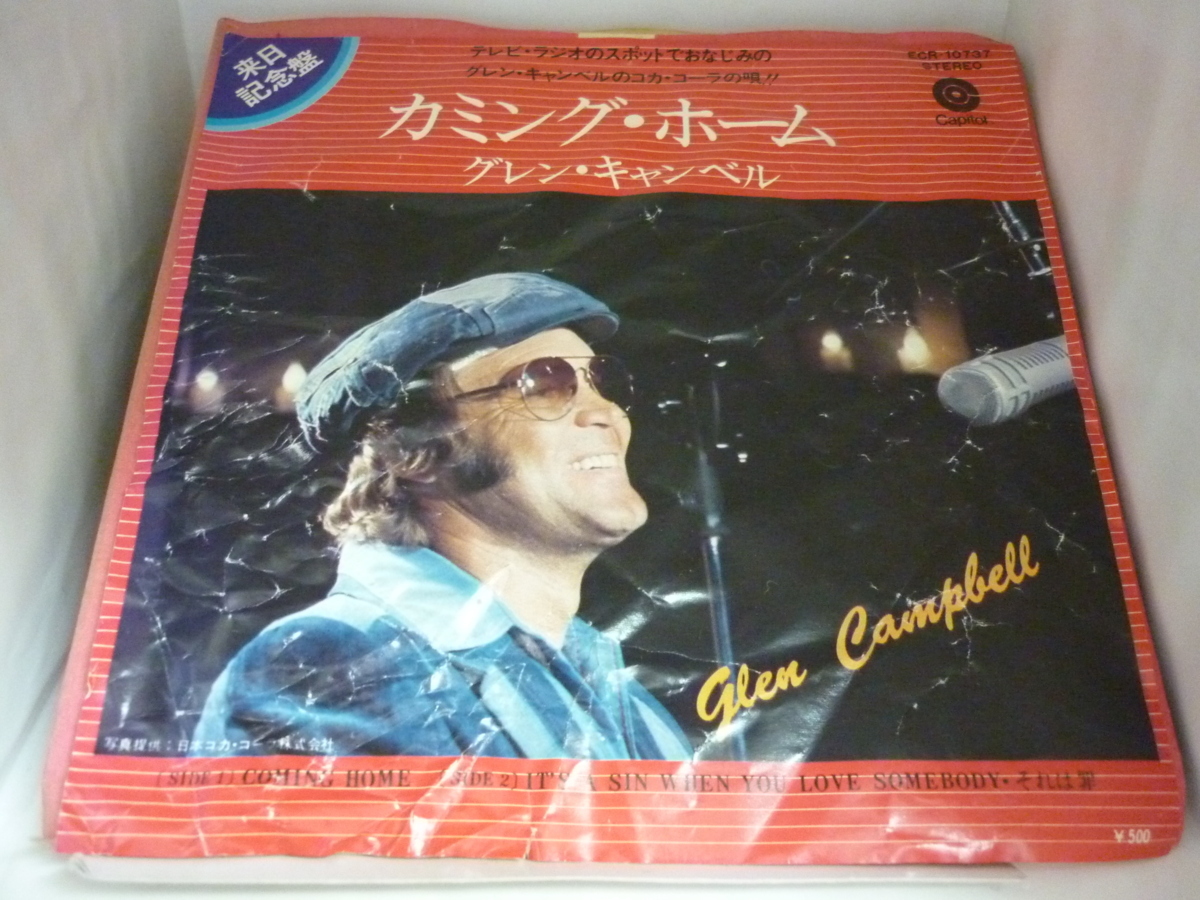 来日
記念盤
テレビ・ラジオのスポットでおなじみの
グレン・キャンベルのコカ・コーラの唄!!
ECR-10737
STEREO
Capitol
カミング・ホーム
グレン・キャンベル
Glen Campbell
写真提供:日本コカ・コーラ株式会社
(SIDE 1) COMING HOME (SIDE 2) IT'S A SIN WHEN YOU LOVE SOMEBODY・それは罪
¥500